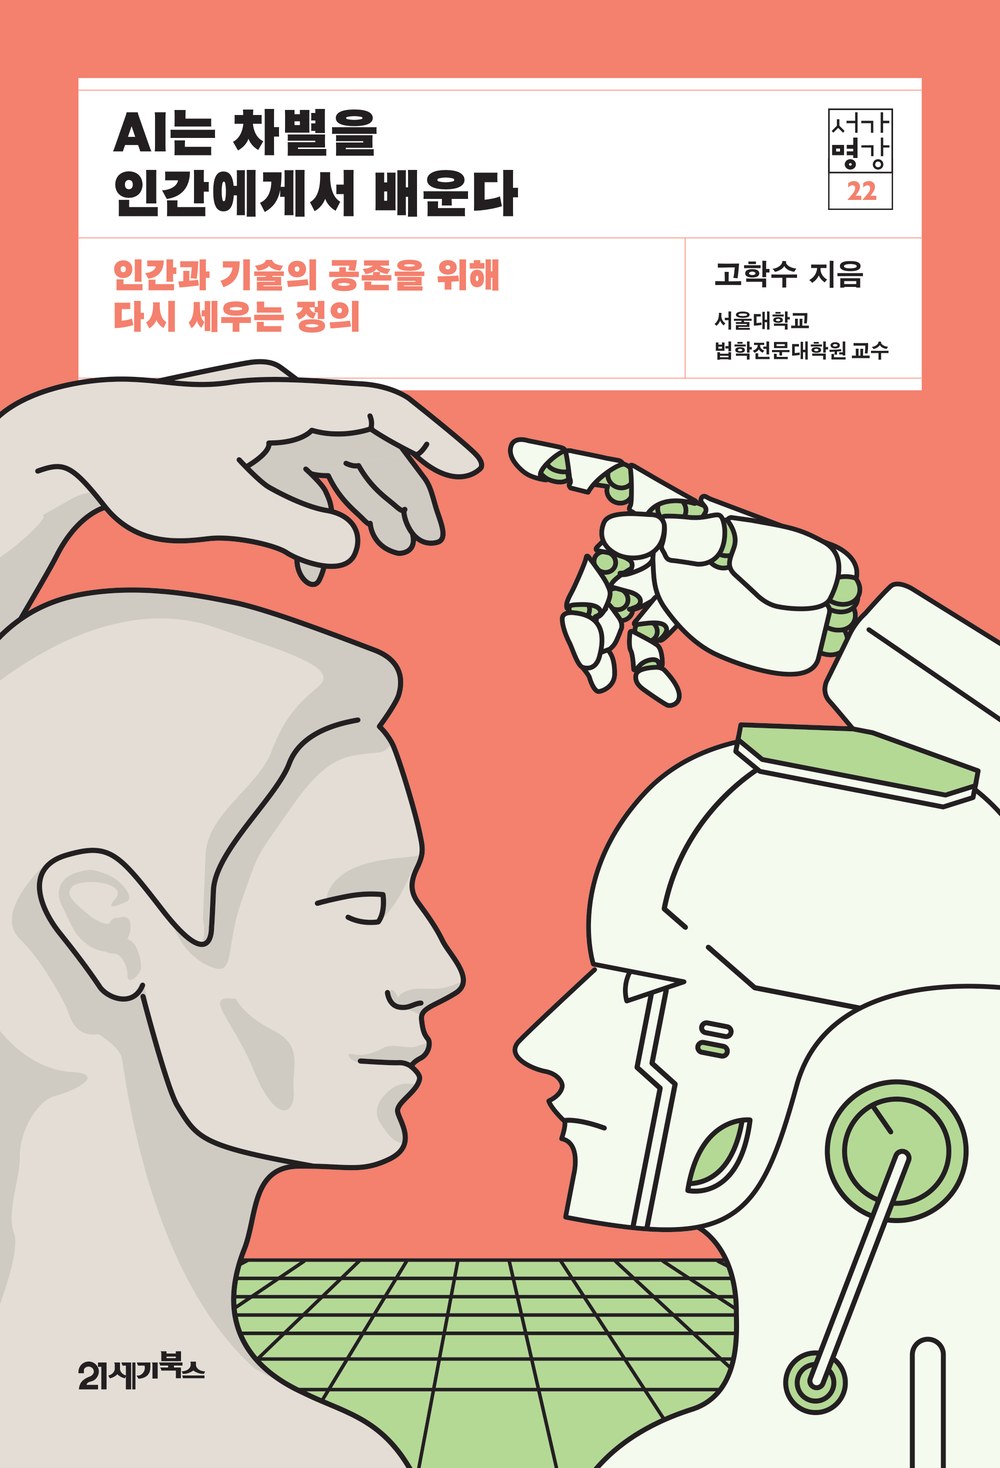 AI는 차별을
인간에게서 배운다
서가
명강
22
인간과 기술의 공존을 위해
다시 세우는 정의
고학수 지음
서울대학교
법학전문대학원 교수
21세기북스